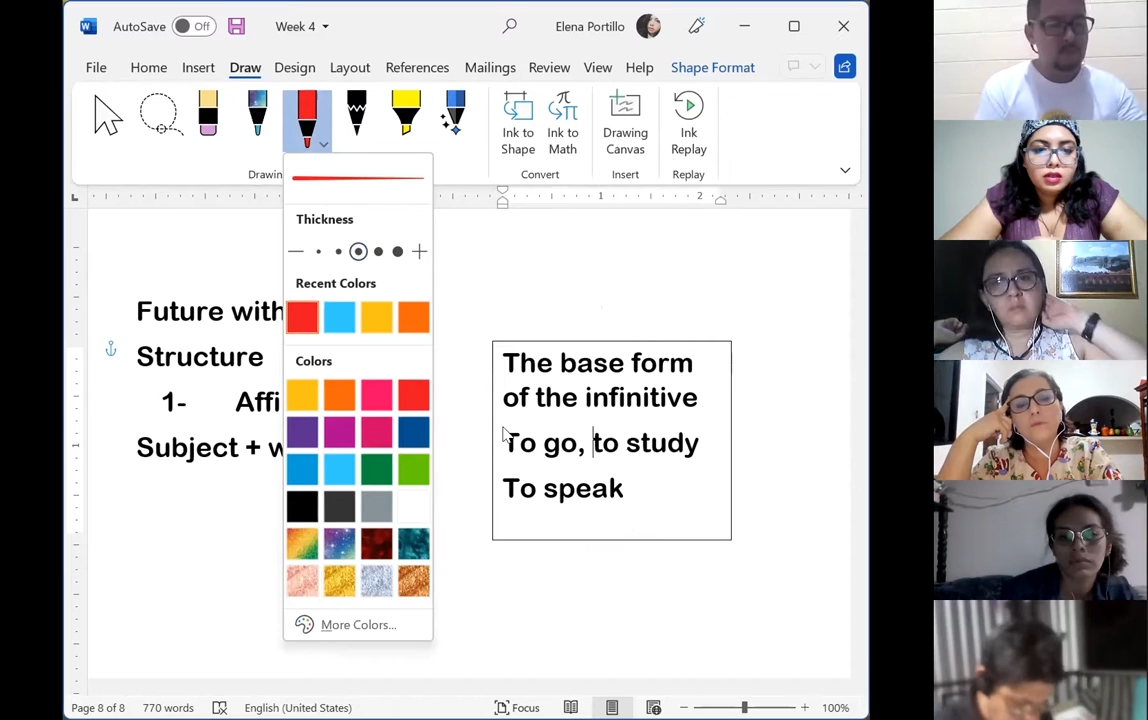 AutoSave Off Week 4 Elena Portillo
File Home Insert Draw Design Layout References Mailings Review View Help Shape Format
Ink to Shape
Ink to Math
Drawing Canvas
Ink Replay
Convert Insert Replay
Thickness
Recent Colors
Colors
More Colors...
1 2
1
Future with
Structure
1- Affi
Subject + w
The base form
of the infinitive
To go, to study
To speak
Page 8 of 8 770 words English (United States) Focus 100%